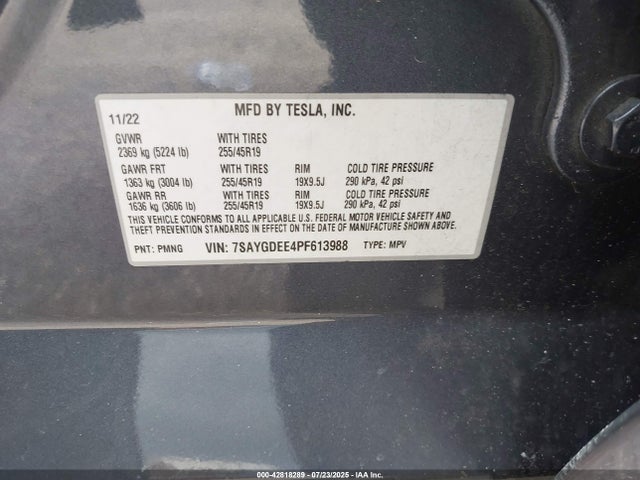 11/22 MFD BY TESLA, INC.
GVWR WITH TIRES
2369 kg (5224 lb) 255/45R19
GAWR FRT WITH TIRES RIM COLD TIRE PRESSURE
1363 kg (3004 lb) 255/45R19 19X9.5J 290 kPa, 42 psi
GAWR RR WITH TIRES RIM COLD TIRE PRESSURE
1636 kg (3606 lb) 255/45R19 19X9.5J 290 kPa, 42 psi
THIS VEHICLE CONFORMS TO ALL APPLICABLE U.S. FEDERAL MOTOR VEHICLE SAFETY AND
THEFT PREVENTION STANDARDS IN EFFECT ON THE DATE OF MANUFACTURE SHOWN ABOVE.
PNT: PMNG VIN: 7SAYGDEE4PF613988 TYPE: MPV
000-42818289 - 07/23/2025 - IAA Inc.